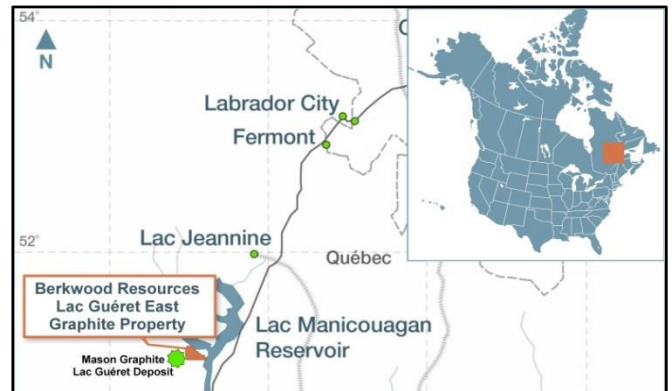 54°
N
C
Labrador City
Fermont
Lac Jeannine
52°
Québec
Berkwood Resources
Lac Guéret East
Graphite Property
Mason Graphite
Lac Guéret Deposit
Lac Manicouagan
Reservoir